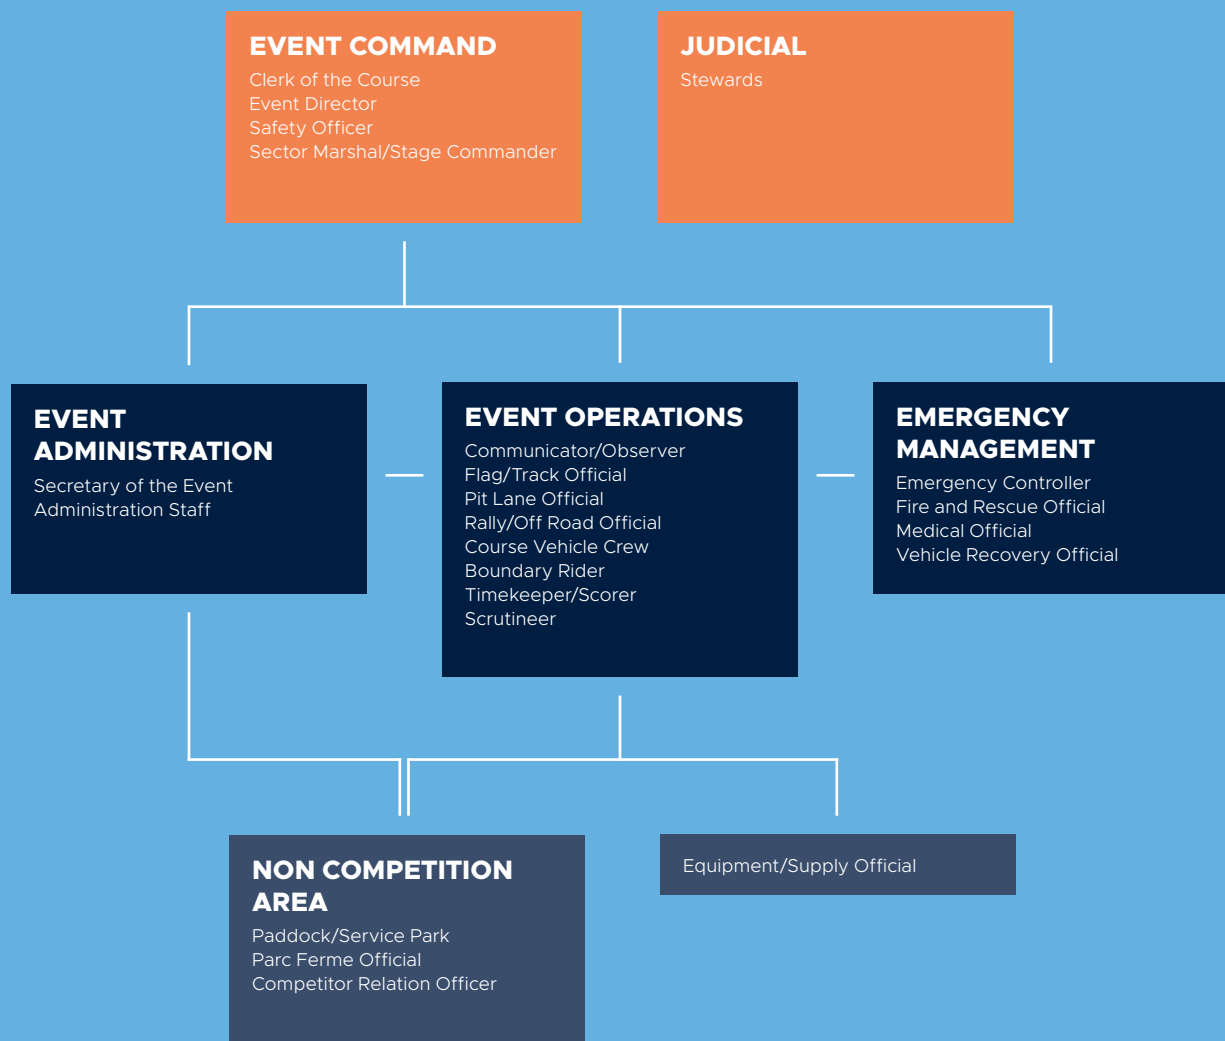 EVENT COMMAND
Clerk of the Course
Event Director
Safety Officer
Sector Marshal/Stage Commander
JUDICIAL
Stewards
EVENT
ADMINISTRATION
Secretary of the Event
Administration Staff
EVENT OPERATIONS
Communicator/Observer
Flag/Track Official
Pit Lane Official
Rally/Off Road Official
Course Vehicle Crew
Boundary Rider
Timekeeper/Scorer
Scrutineer
EMERGENCY
MANAGEMENT
Emergency Controller
Fire and Rescue Official
Medical Official
Vehicle Recovery Official
NON COMPETITION
AREA
Paddock/Service Park
Parc Ferme Official
Competitor Relation Officer
Equipment/Supply Official